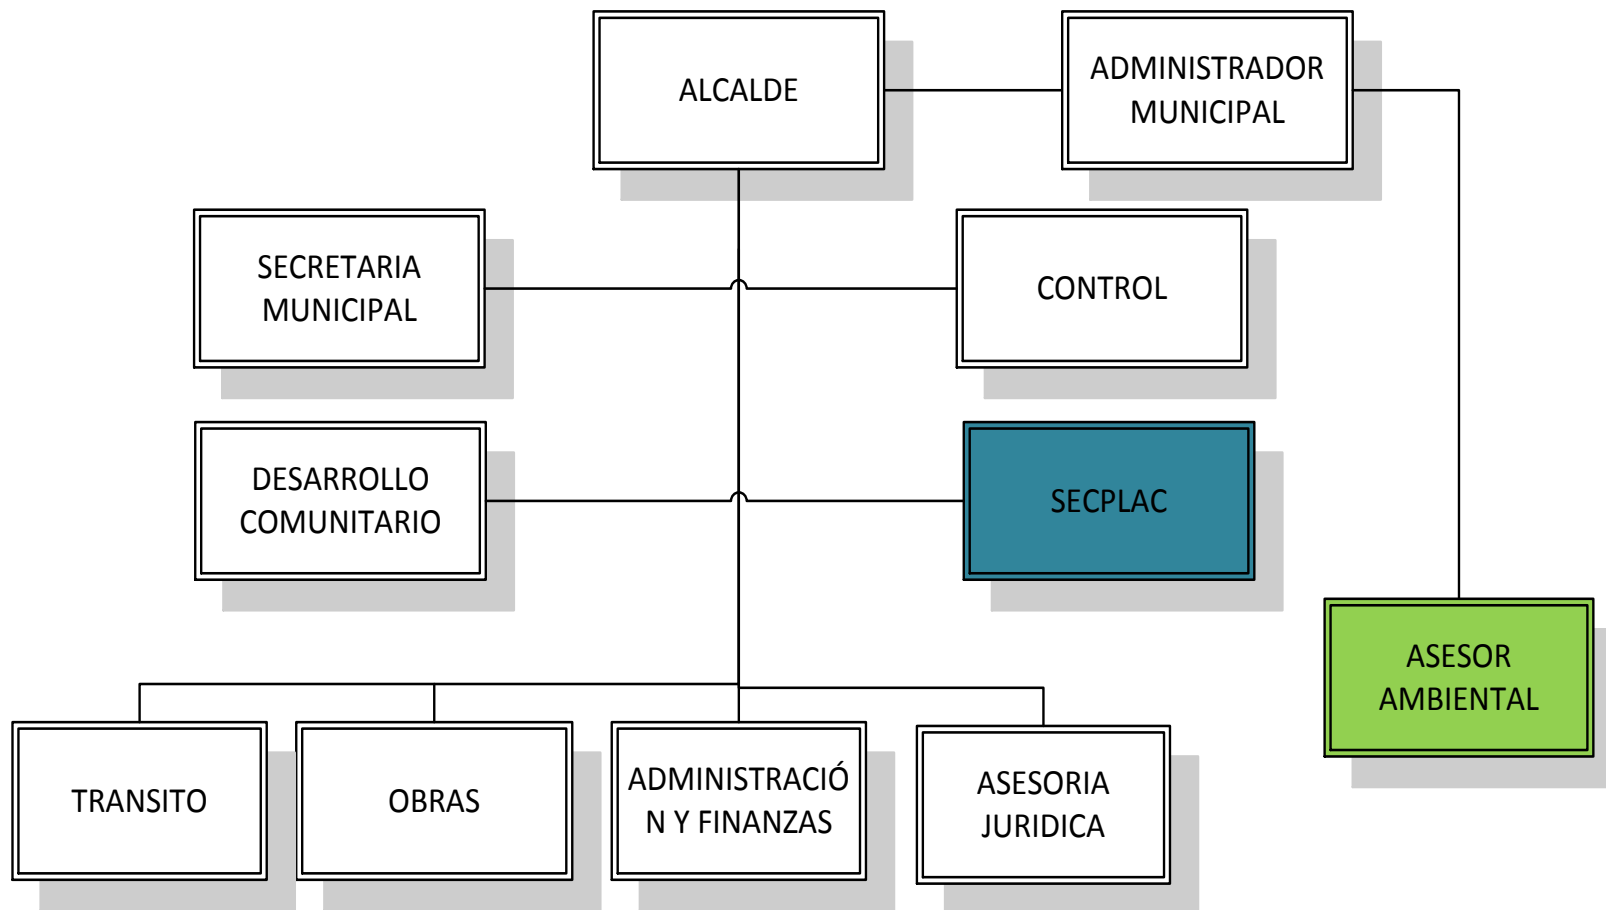 ALCALDE
ADMINISTRADOR
MUNICIPAL
SECRETARIA
MUNICIPAL
CONTROL
DESARROLLO
COMUNITARIO
SECPLAC
ASESOR
AMBIENTAL
TRANSITO
OBRAS
ADMINISTRACIÓ
N Y FINANZAS
ASESORIA
JURIDICA